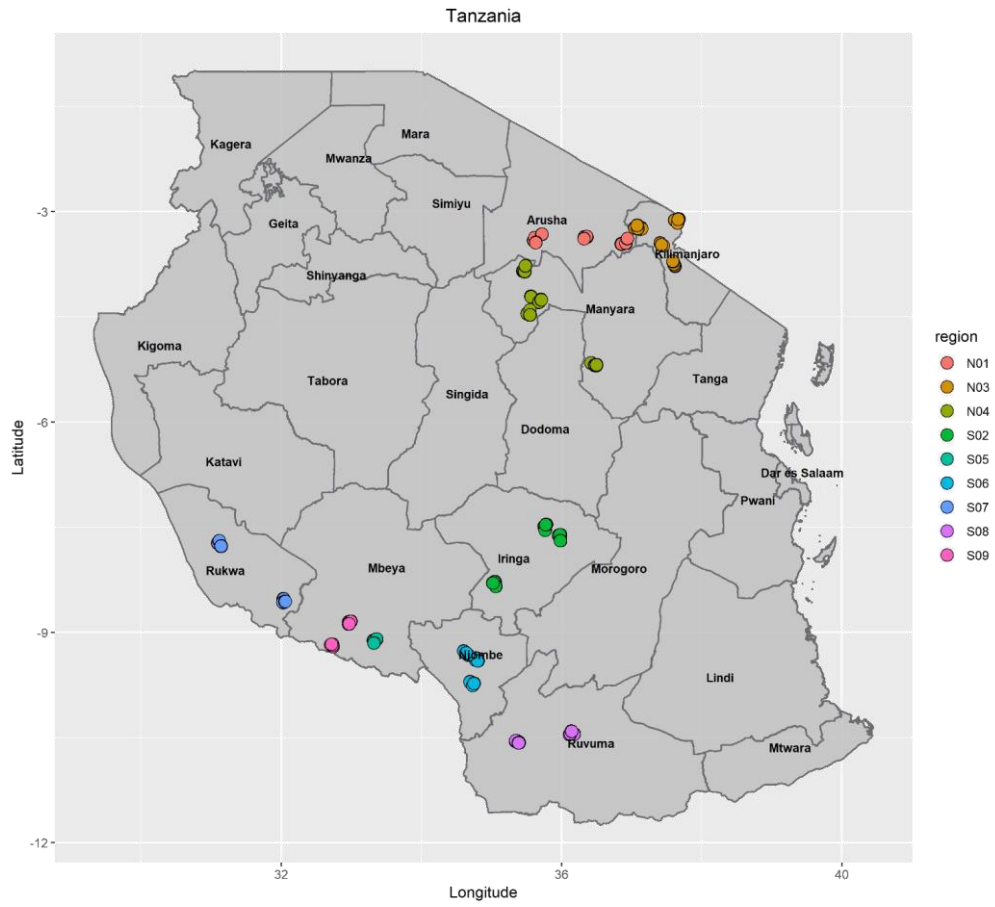 Tanzania
Kagera
Mara
Mwanza
Simiyu
Geita
Arusha
Shinyanga
Kilimanjaro
Manyara
Kigoma
Tabora
Singida
Tanga
Dodoma
Katavi
Dar es Salaam
Pwani
Rukwa
Mbeya
Iringa
Morogoro
Njombe
Lindi
Ruvuma
Mtwara
-3
-6
-9
-12
Latitude
32
36
40
Longitude
region
N01
N03
N04
S02
S05
S06
S07
S08
S09